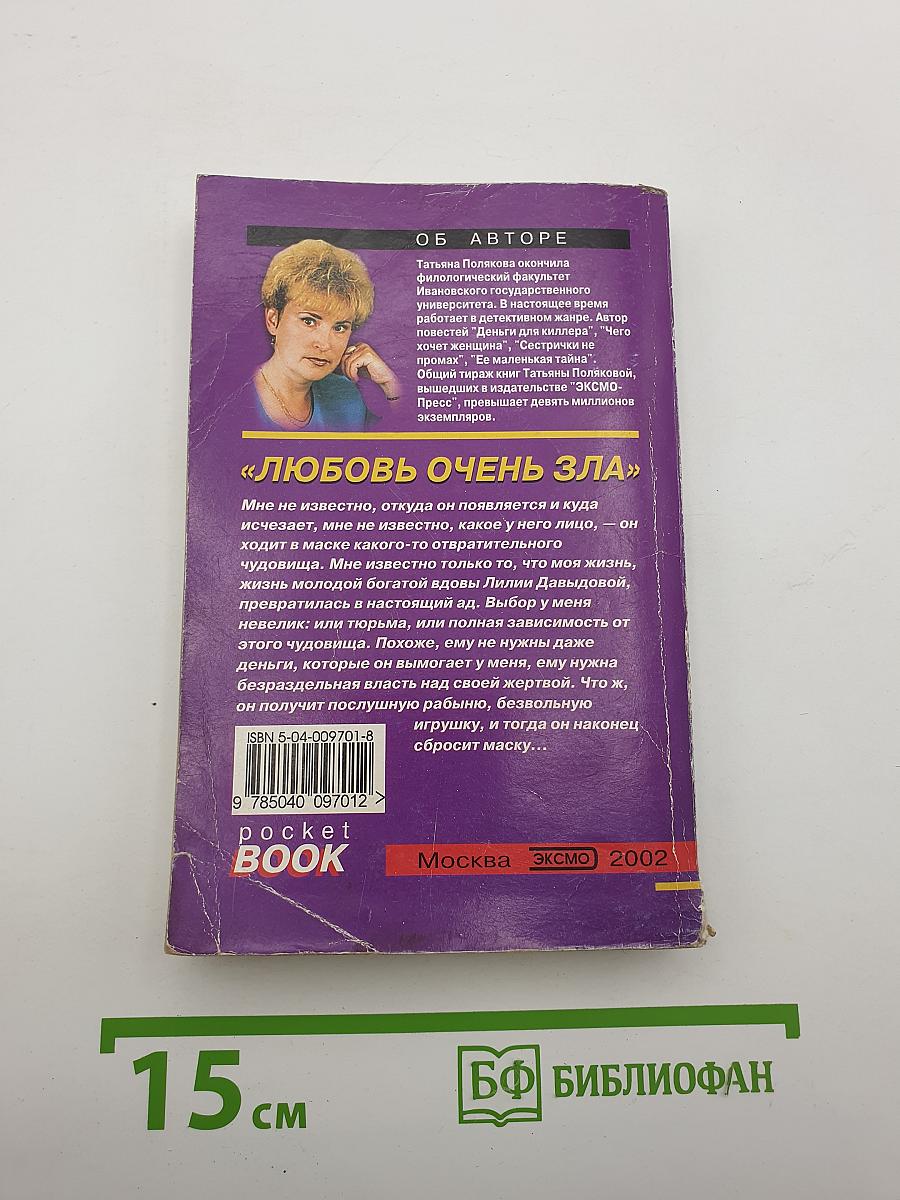 ОБ АВТОРЕ
Татьяна Полякова окончила
филологический факультет
Ивановского государственного
университета. В настоящее время
работает в детективном жанре. Автор
повестей "Деньги для киллера", "Чего
хочет женщина", "Сестрички не
промах", "Ее маленькая тайна".
Общий тираж книг Татьяны Поляковой,
вышедших в издательстве "ЭКСМО-
Пресс", превышает девять миллионов
экземпляров.
«ЛЮБОВЬ ОЧЕНЬ ЗЛА»
Мне не известно, откуда он появляется и куда
исчезает, мне не известно, какое у него лицо, — он
ходит в маске какого-то отвратительного
чудовища. Мне известно только то, что моя жизнь,
жизнь молодой богатой вдовы Лилии Давыдовой,
превратилась в настоящий ад. Выбор у меня
невелик: или тюрьма, или полная зависимость от
этого чудовища. Похоже, ему не нужны даже
деньги, которые он вымогает у меня, ему нужна
безраздельная власть над своей жертвой. Что ж,
он получит послушную рабыню, безвольную
игрушку, и тогда он наконец
сбросит маску...
ISBN 5-04-009701-8
9 785040 097012 >
pocket
BOOK
Москва ЭКСМО 2002
15 см
БФ БИБЛИОФАН